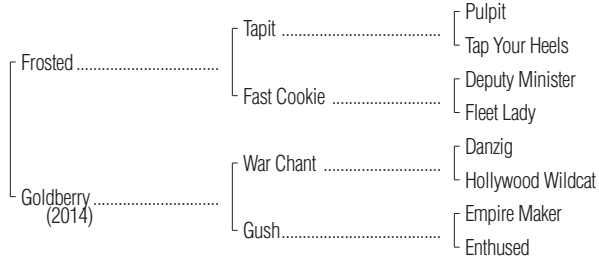 Pulpit
Tapit
Tap Your Heels
Frosted
Deputy Minister
Fast Cookie
Fleet Lady
Danzig
War Chant
Hollywood Wildcat
Goldberry
(2014)
Empire Maker
Gush
Enthused